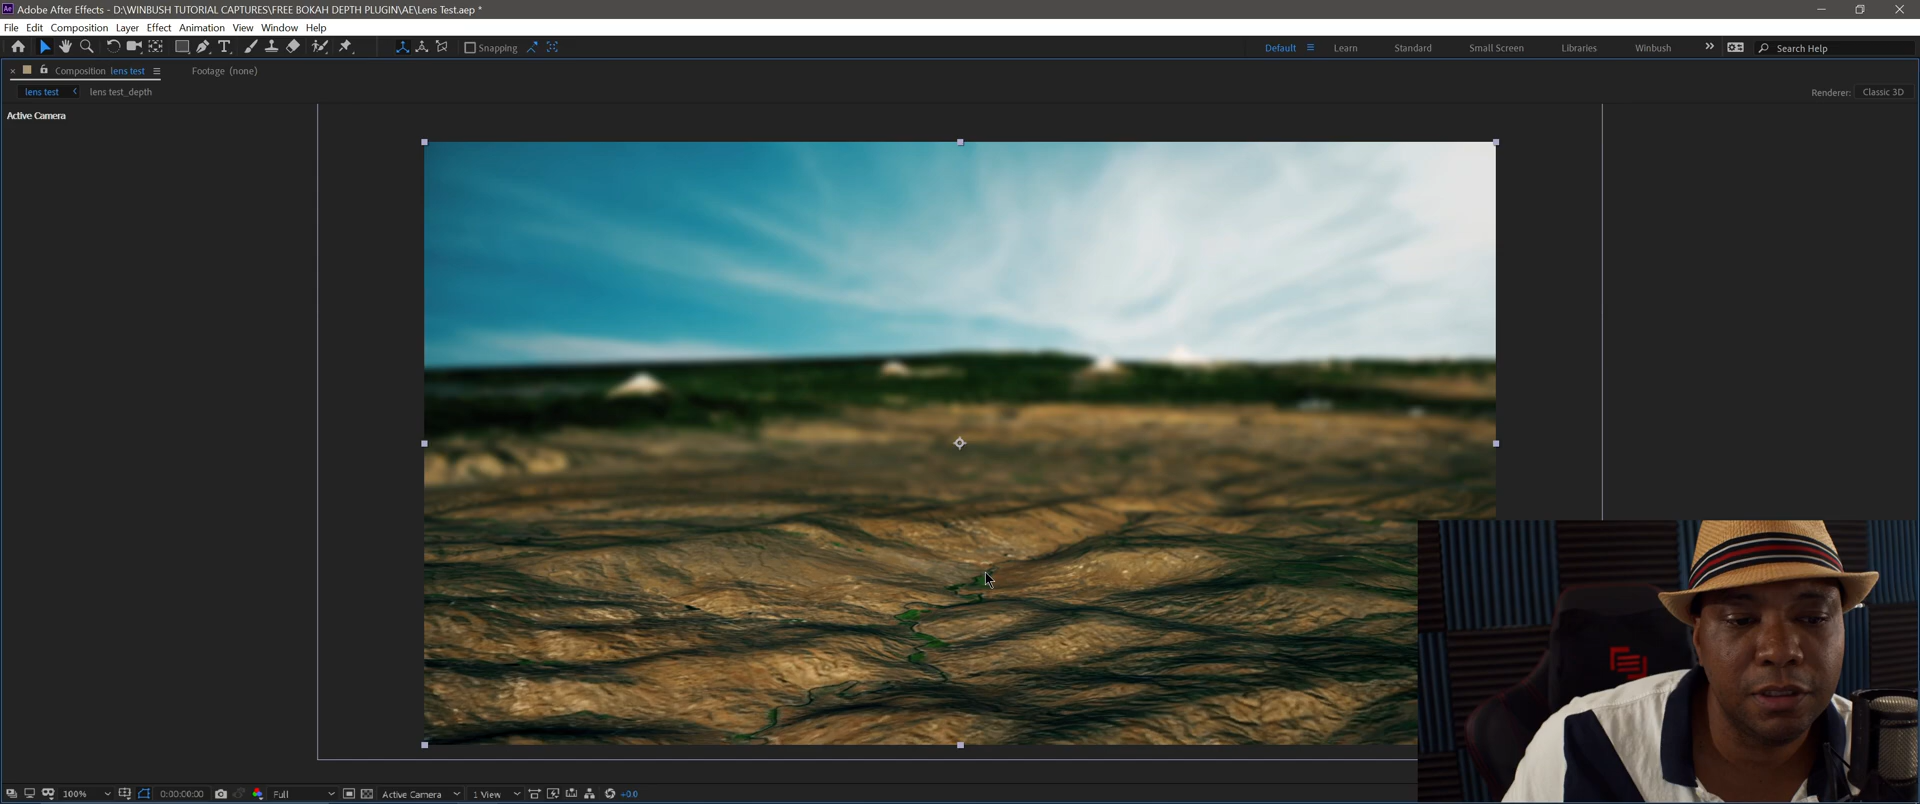 Ae Adobe After Effects - D:\WINBUSH TUTORIAL CAPTURES\FREE BOKAH DEPTH PLUGIN\AE\Lens Test.aep *
File Edit Composition Layer Effect Animation View Window Help
Snapping Default Learn Standard Small Screen Libraries Winbush Search Help
Composition lens test Footage (none)
lens test lens test_depth Renderer: Classic 3D
Active Camera
100% 0:00:00:00 Full Active Camera 1 View +0.0